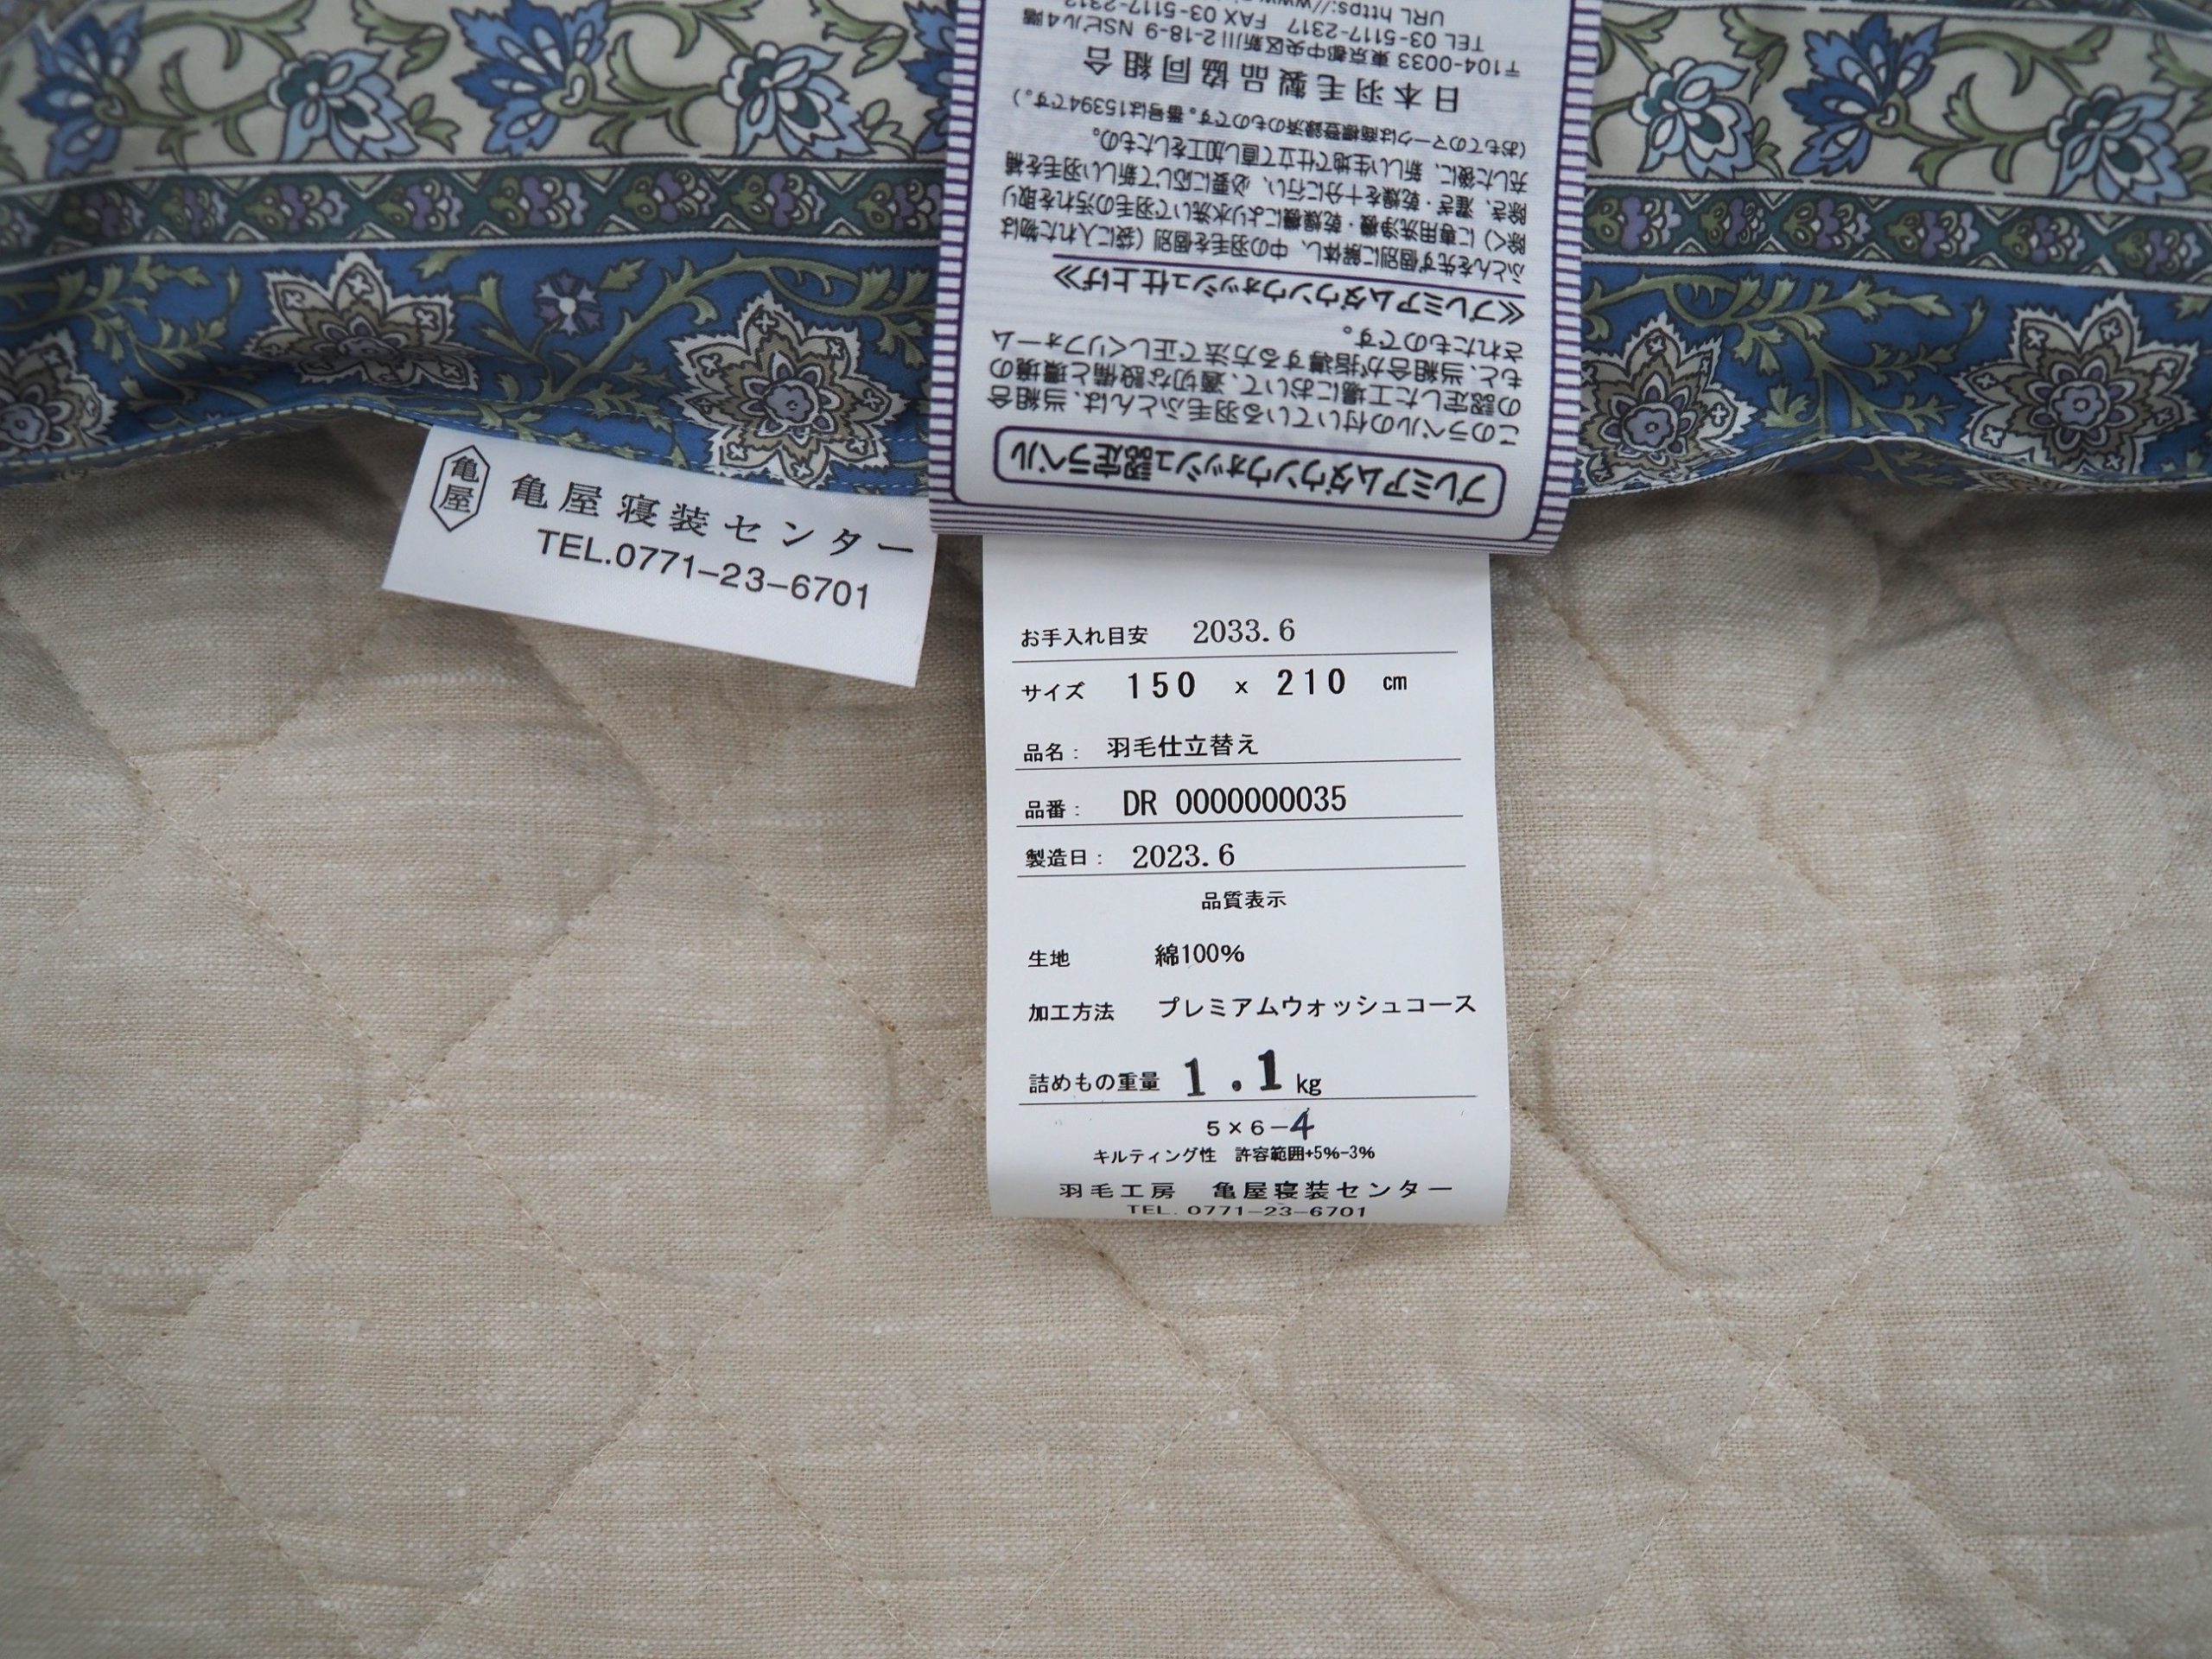 亀屋
亀屋寝装センター
TEL.0771-23-6701
プレミアムダウンウォッシュ認定ラベル
このラベルの付いている羽毛ふとんは、当組合
の認定した工場において、適切な設備と環境の
もと、当組合が指導する方法で正しくリフォーム
されたものです。
≪プレミアムダウンウォッシュ仕上げ≫
ふとんを先ず個別に解体し、中の羽毛を個別(袋に入れた物は
除く)に専用洗浄機・乾燥機により水洗いで羽毛の汚れを取り
除き、濯ぎ・乾燥を十分に行い、必要に応じて新しい羽毛を補
充した後に、新しい生地で仕立て直し加工をしたもの。
(おもてのマークは商標登録済のものです。番号は15394です。)
日本羽毛製品協同組合
〒104-0033 東京都中央区新川2-18-9 NSビル4階
TEL 03-5117-2317 FAX 03-5117-2312
お手入れ目安 2033.6
サイズ 150 x 210 cm
品名: 羽毛仕立替え
品番: DR 0000000035
製造日: 2023.6
品質表示
生地 綿100%
加工方法 プレミアムウォッシュコース
詰めもの重量 1.1 kg
5×6-4
キルティング性 許容範囲+5%-3%
羽毛工房 亀屋寝装センター
TEL. 0771-23-6701